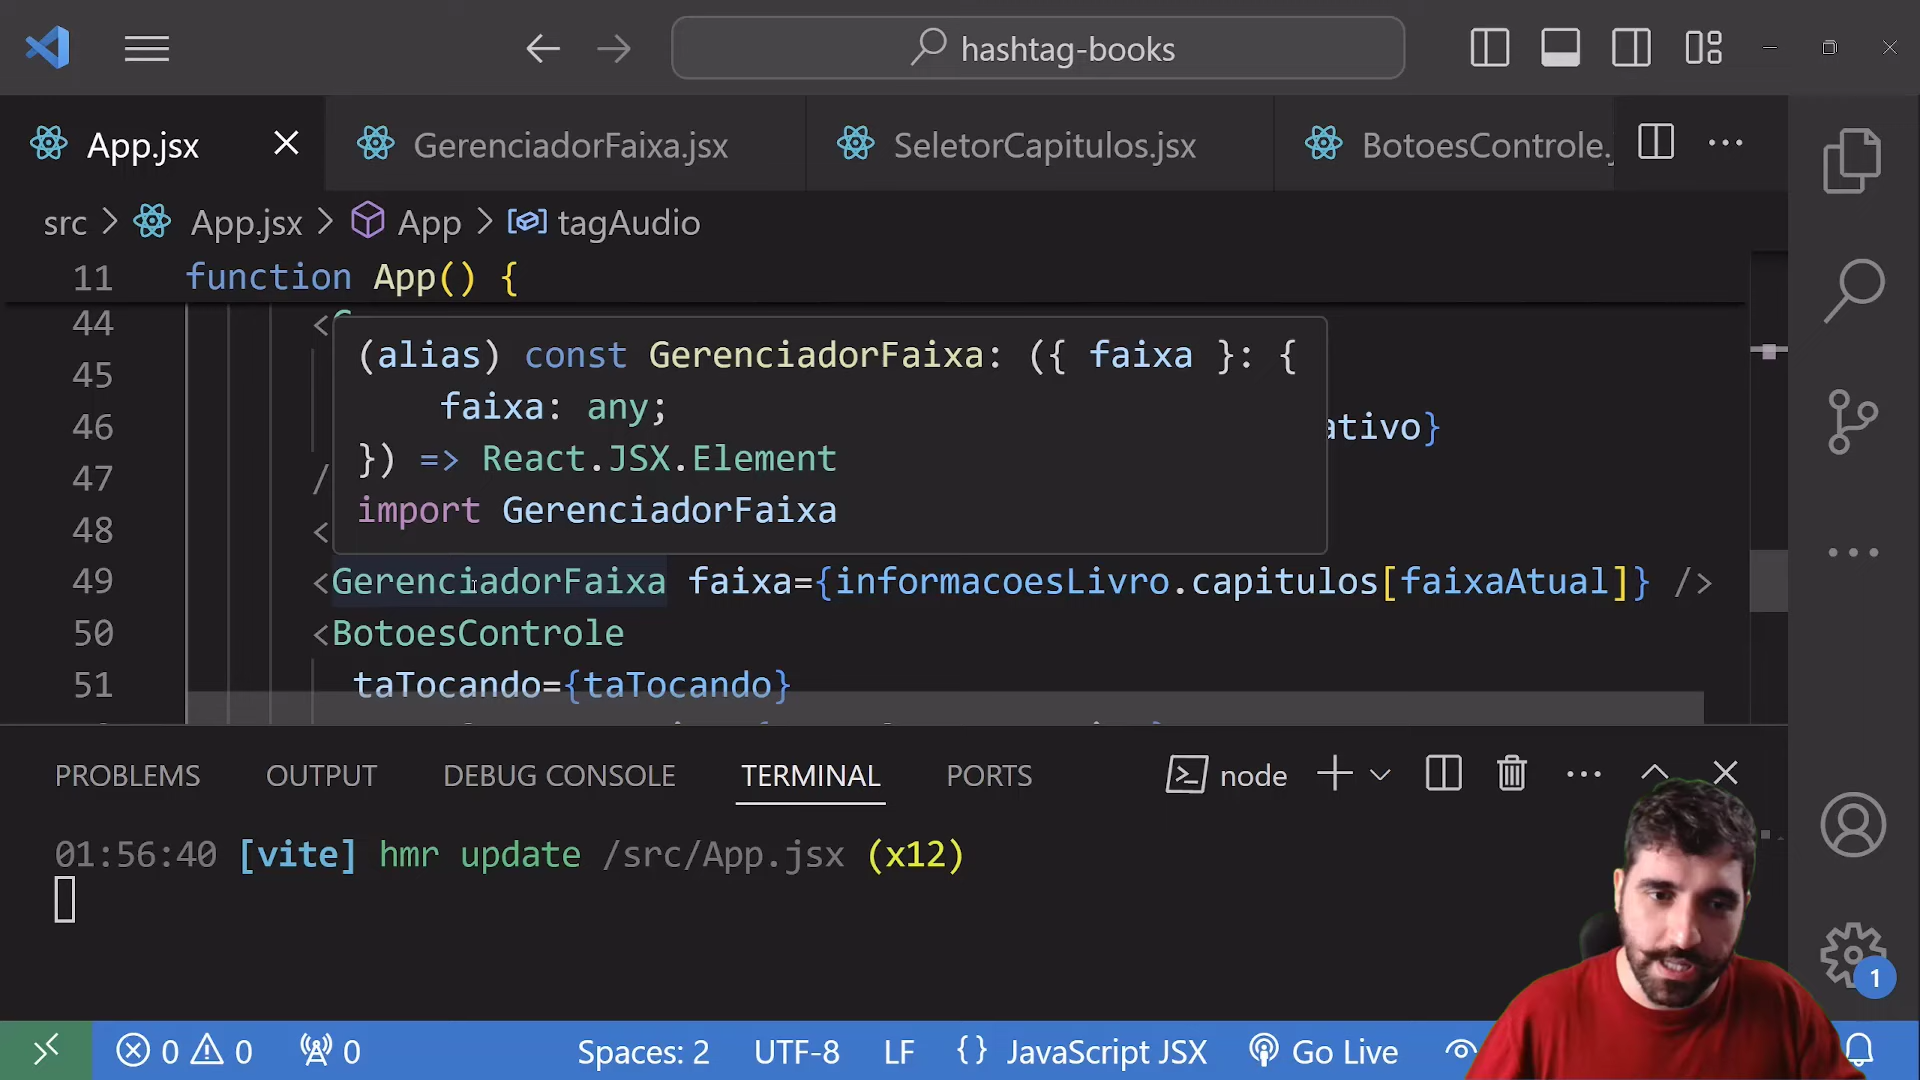 hashtag-books
App.jsx
GerenciadorFaixa.jsx
SeletorCapitulos.jsx
BotoesControle.
src > App.jsx > App > tagAudio
11 function App() {
44 <
45
46 ativo}
47 /
48 <
(alias) const GerenciadorFaixa: ({ faixa }: {
faixa: any;
}) => React.JSX.Element
import GerenciadorFaixa
49 <GerenciadorFaixa faixa={informacoesLivro.capitulos[faixaAtual]} />
50 <BotoesControle
51 taTocando={taTocando}
PROBLEMS OUTPUT DEBUG CONSOLE TERMINAL PORTS node
01:56:40 [vite] hmr update /src/App.jsx (x12)
1
0 0 0 Spaces: 2 UTF-8 LF {} JavaScript JSX Go Live